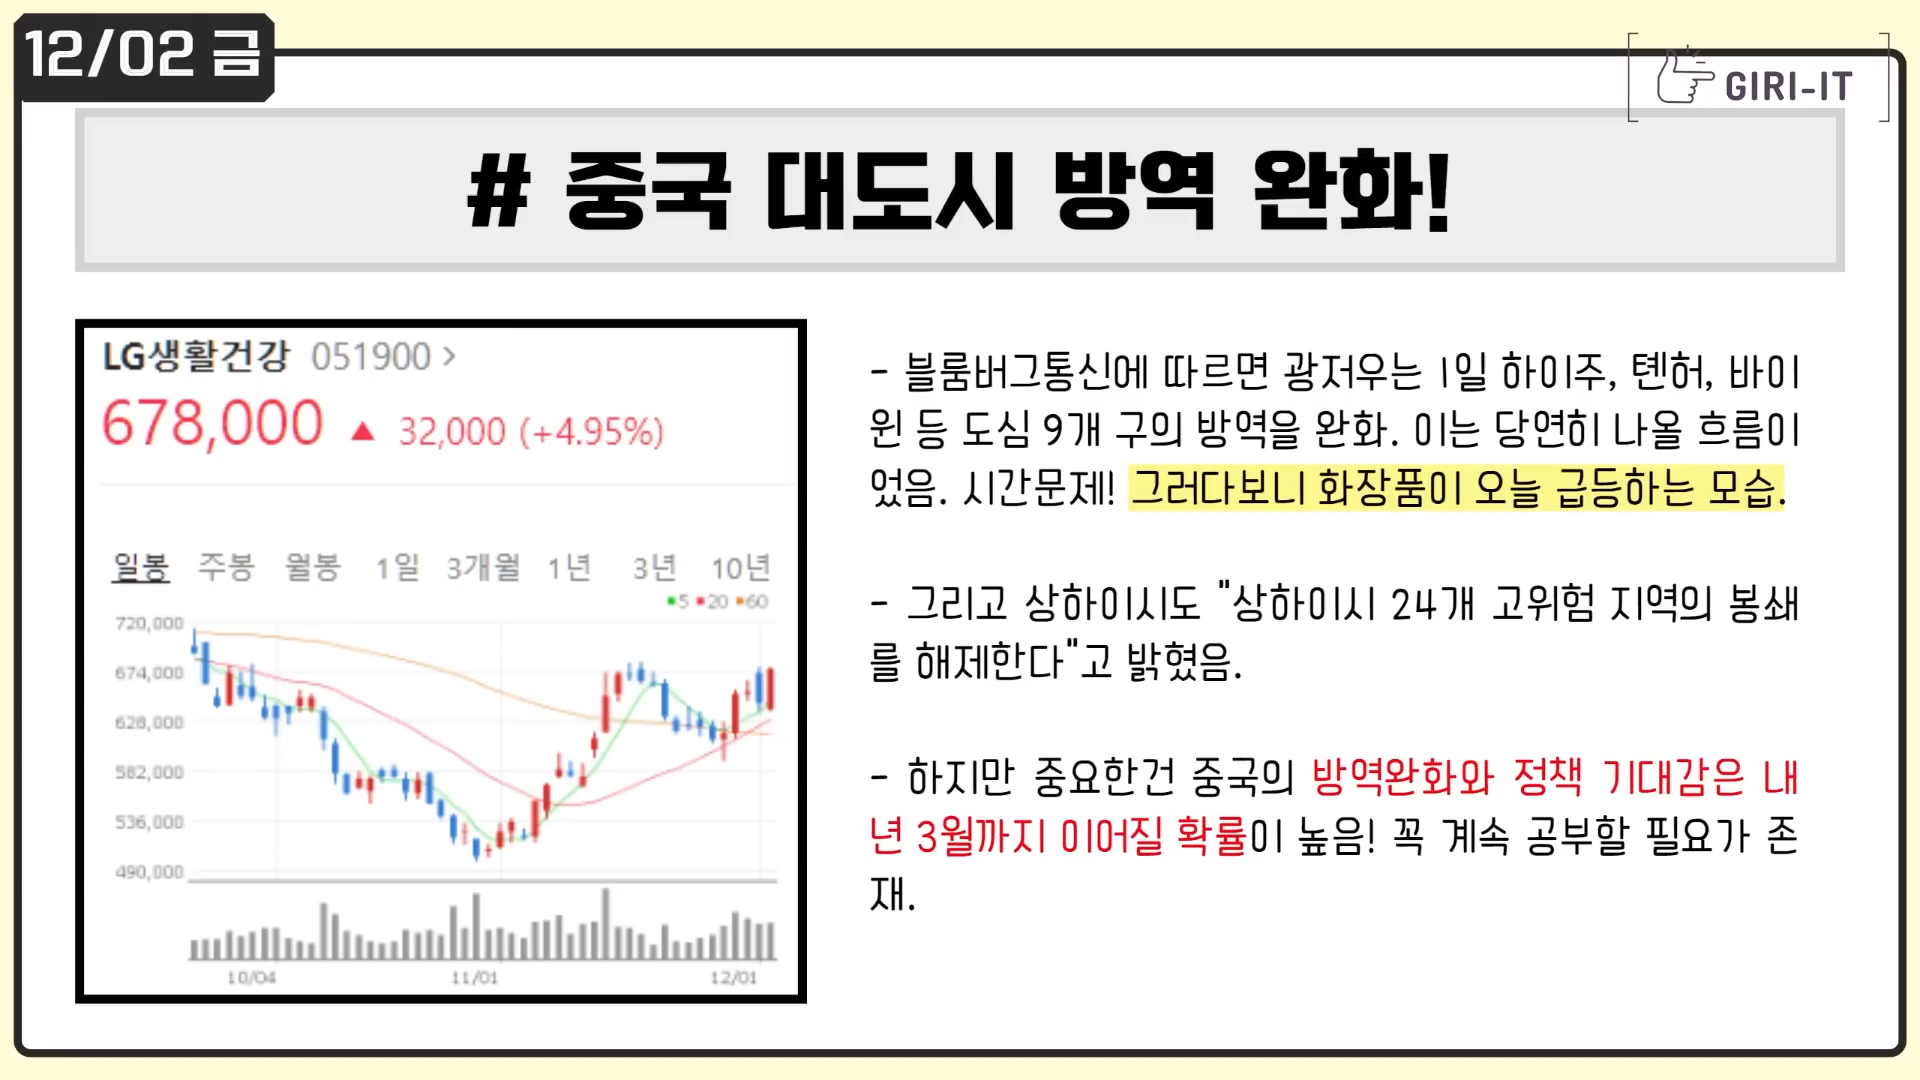 12/02 금
GIRI-IT
# 중국 대도시 방역 완화!
LG생활건강 051900 >
678,000 ▲ 32,000 (+4.95%)
일봉 주봉 월봉 1일 3개월 1년 3년 10년
5 20 60
720,000
674,000
628,000
582,000
536,000
490,000
10/04 11/01 12/01
- 블룸버그통신에 따르면 광저우는 1일 하이주, 톈허, 바이
윈 등 도심 9개 구의 방역을 완화. 이는 당연히 나올 흐름이
었음. 시간문제! 그러다보니 화장품이 오늘 급등하는 모습.
- 그리고 상하이시도 "상하이시 24개 고위험 지역의 봉쇄
를 해제한다"고 밝혔음.
- 하지만 중요한건 중국의 방역완화와 정책 기대감은 내
년 3월까지 이어질 확률이 높음! 꼭 계속 공부할 필요가 존
재.